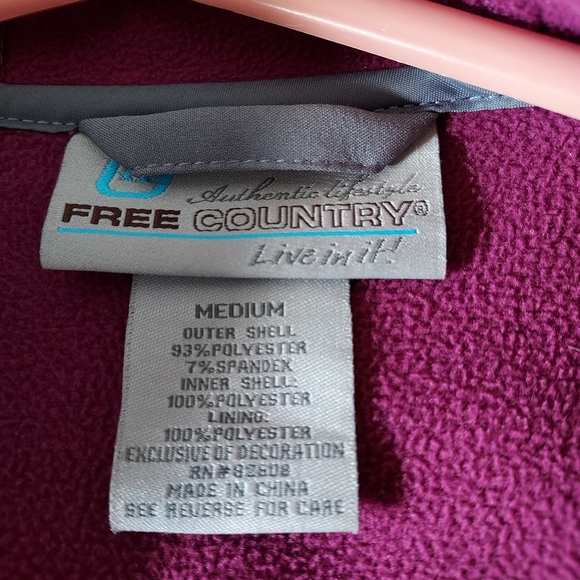 Authentic lifestyle
FREE COUNTRY®
Live in it!
MEDIUM
OUTER SHELL
93%POLYESTER
7%SPANDEX
INNER SHELL:
100%POLYESTER
LINING:
100%POLYESTER
EXCLUSIVE OF DECORATION
RN#92608
MADE IN CHINA
SEE REVERSE FOR CARE